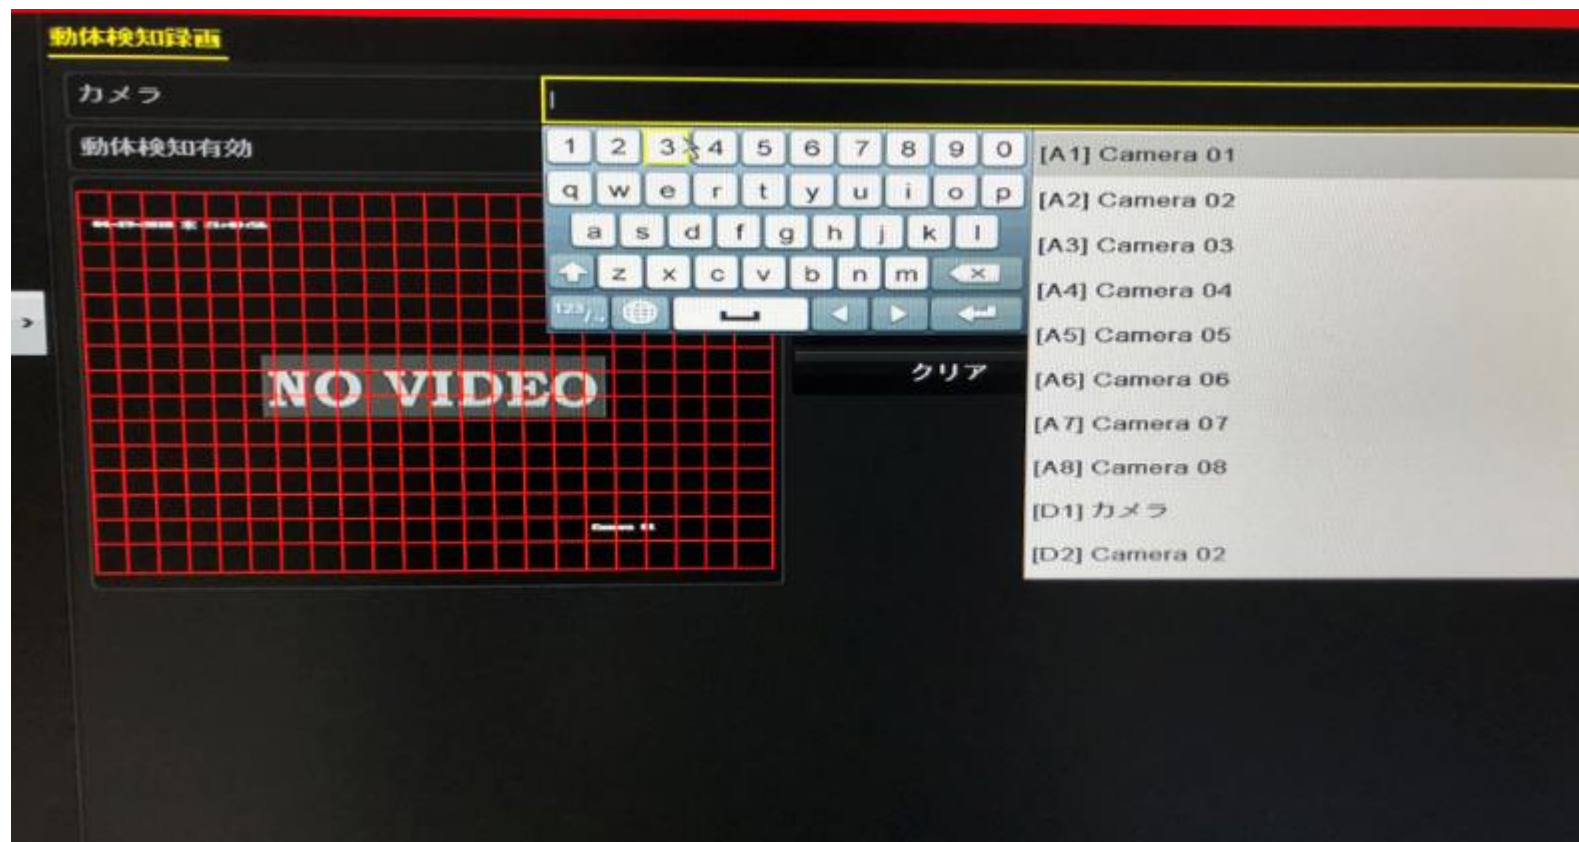 動体検知録画
カメラ
動体検知有効
1 2 3 4 5 6 7 8 9 0
q w e r t y u i o p
a s d f g h j k l
z x c v b n m
123/
[A1] Camera 01
[A2] Camera 02
[A3] Camera 03
[A4] Camera 04
[A5] Camera 05
[A6] Camera 06
[A7] Camera 07
[A8] Camera 08
[D1] カメラ
[D2] Camera 02
クリア
NO VIDEO
Camera 01